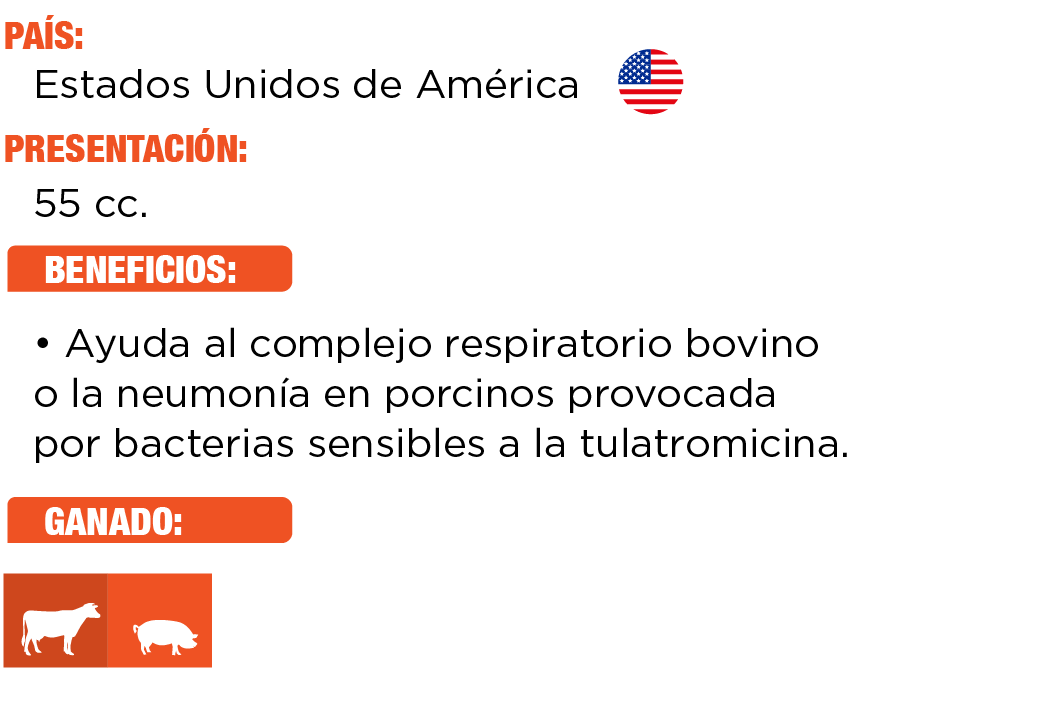 PAÍS:
Estados Unidos de América
PRESENTACIÓN:
55 cc.
BENEFICIOS:
• Ayuda al complejo respiratorio bovino
o la neumonía en porcinos provocada
por bacterias sensibles a la tulatromicina.
GANADO: